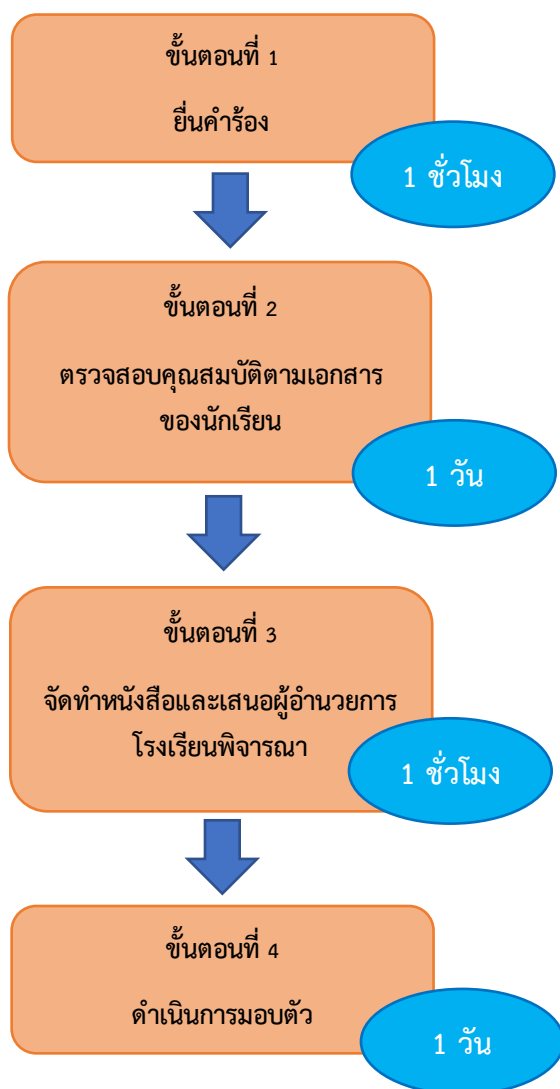 ขั้นตอนที่ 1
ยื่นคำร้อง
1 ชั่วโมง
ขั้นตอนที่ 2
ตรวจสอบคุณสมบัติตามเอกสาร
ของนักเรียน
1 วัน
ขั้นตอนที่ 3
จัดทำหนังสือและเสนอผู้อำนวยการ
โรงเรียนพิจารณา
1 ชั่วโมง
ขั้นตอนที่ 4
ดำเนินการมอบตัว
1 วัน